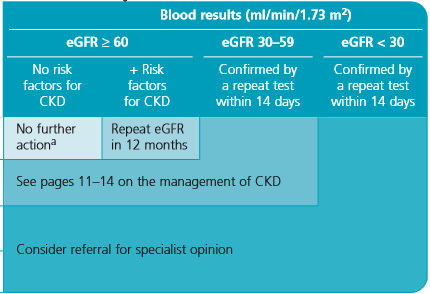 Blood results (ml/min/1.73 m²)
eGFR ≥ 60 eGFR 30–59 eGFR < 30
No risk factors for CKD
+ Risk factors for CKD
Confirmed by a repeat test within 14 days
Confirmed by a repeat test within 14 days
No further actionᵃ
Repeat eGFR in 12 months
See pages 11–14 on the management of CKD
Consider referral for specialist opinion